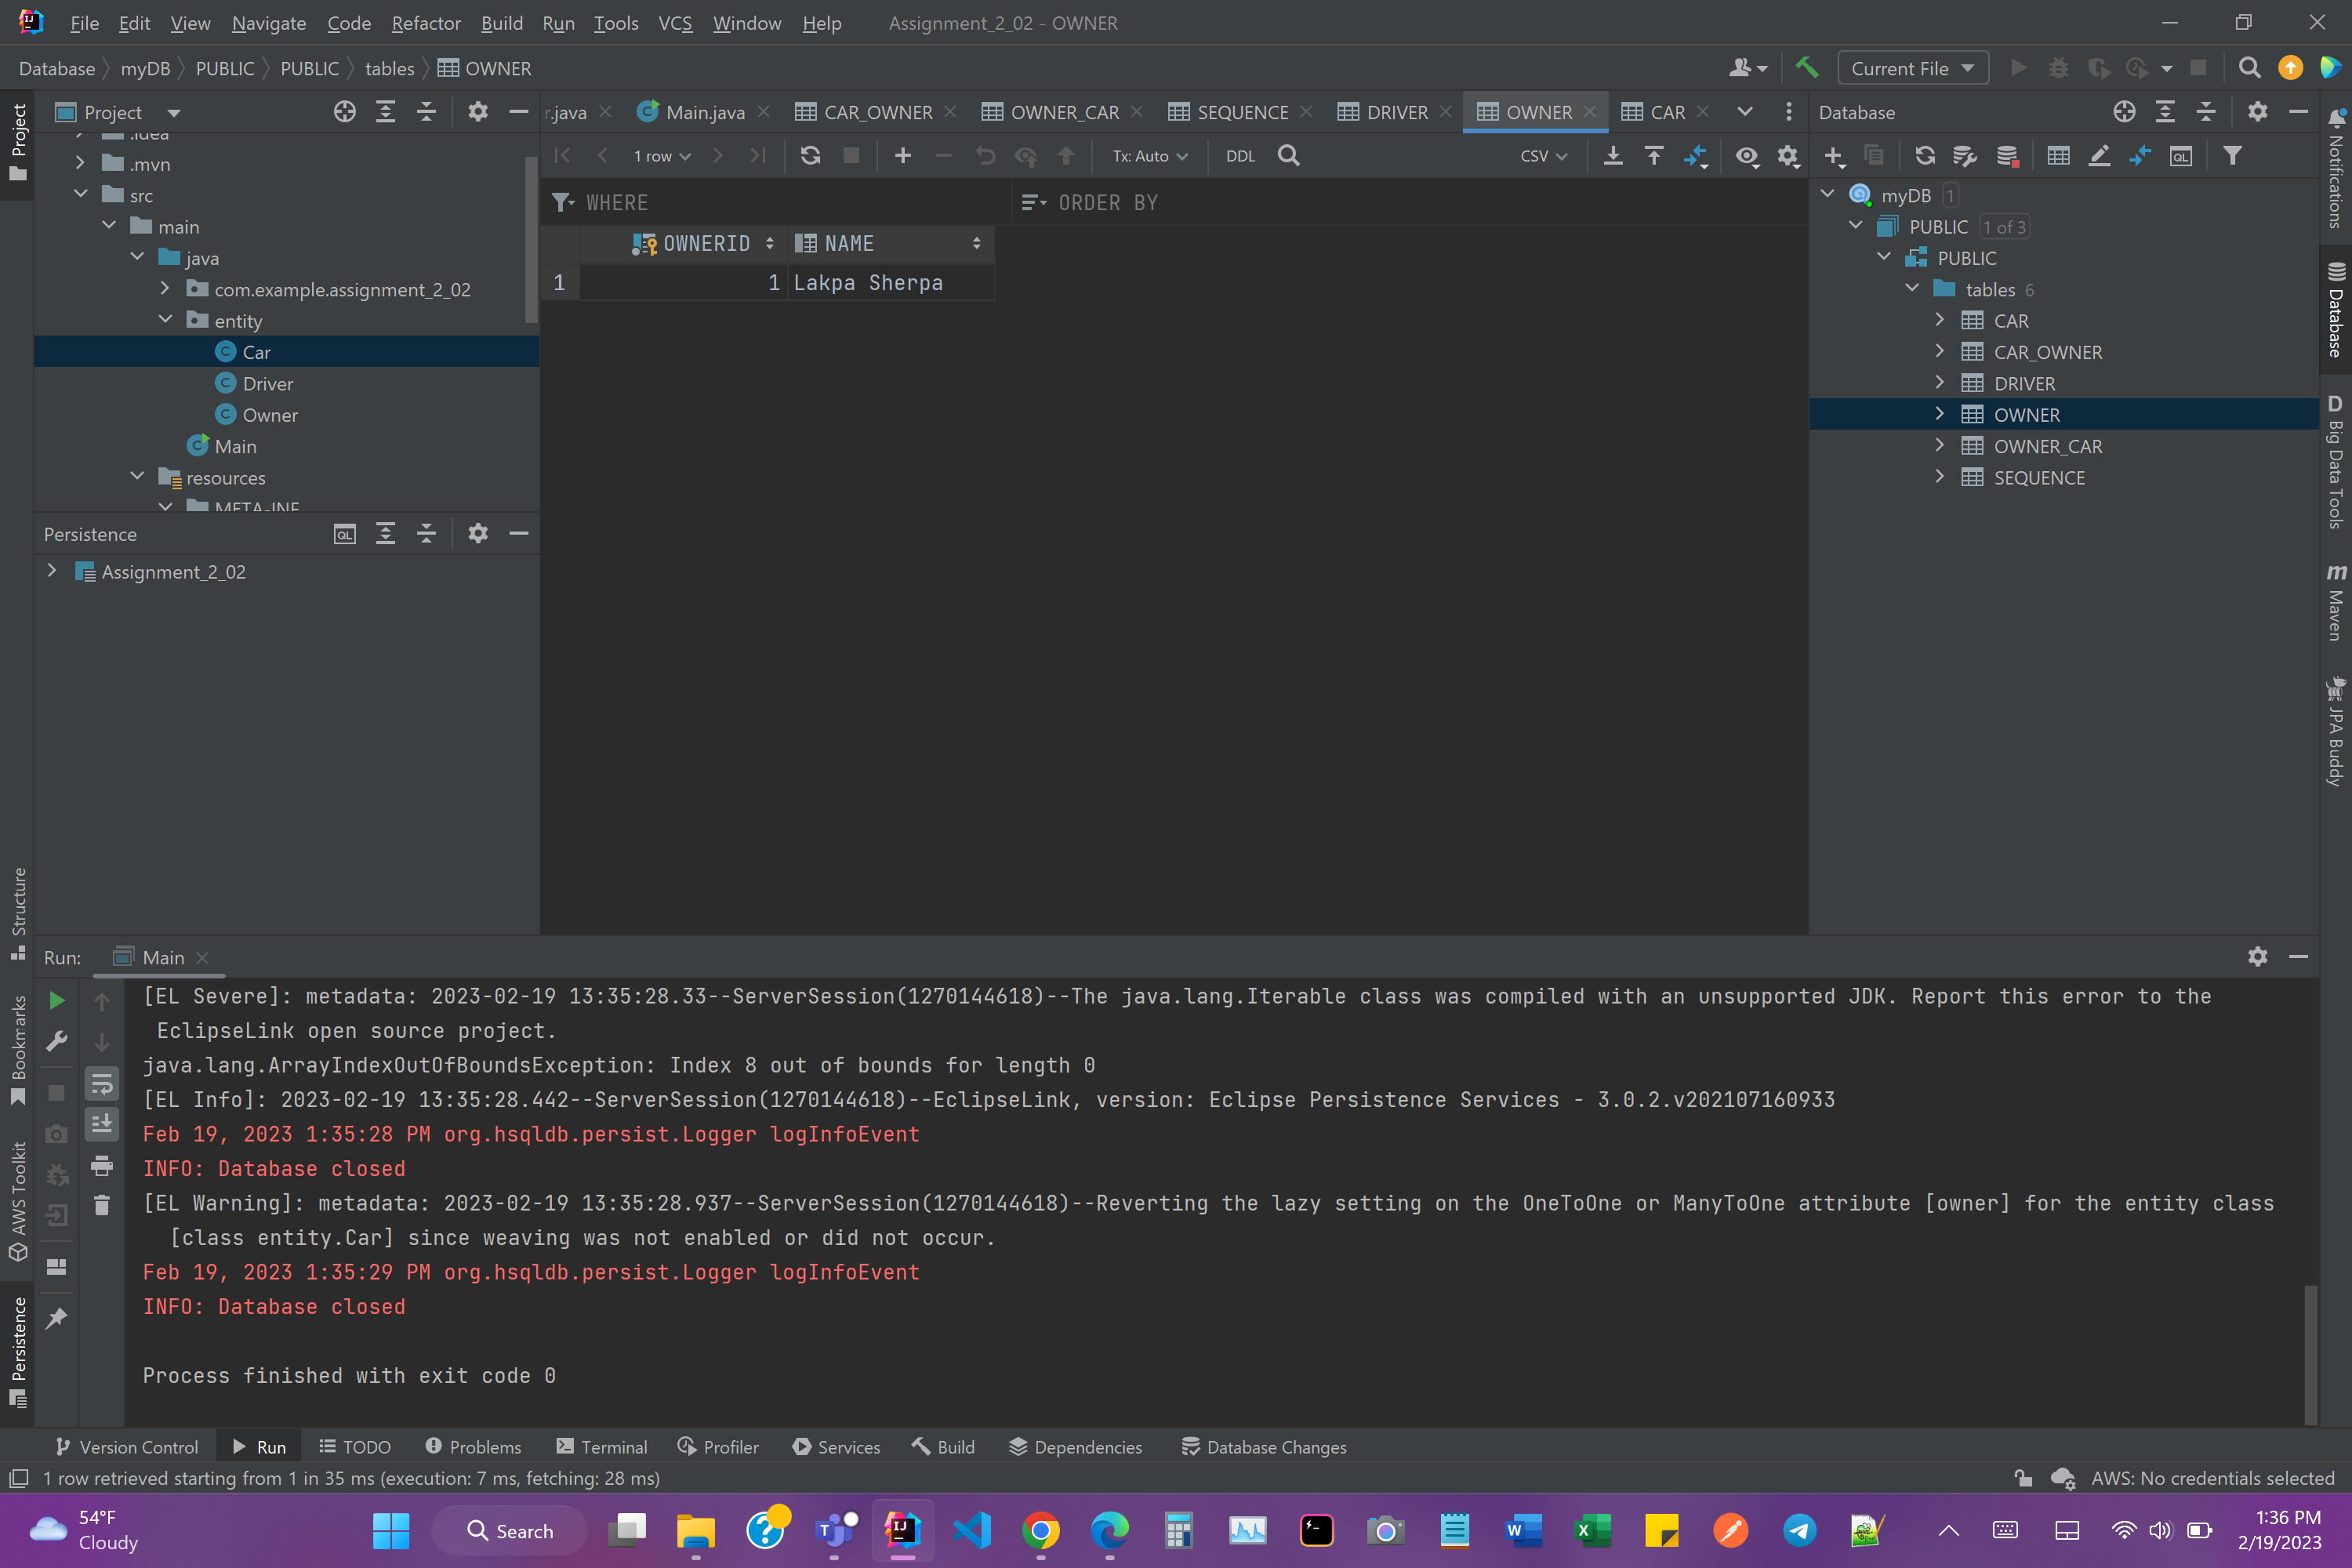 File Edit View Navigate Code Refactor Build Run Tools VCS Window Help Assignment_2_02 - OWNER
Database PUBLIC myDB PUBLIC tables OWNER
Current File
Project
r.java Main.java CAR_OWNER OWNER_CAR SEQUENCE DRIVER OWNER CAR
Database
.idea
.mvn
src
main
java
com.example.assignment_2_02
entity
Car
Driver
Owner
Main
resources
META-INF
Persistence
Assignment_2_02
1 row Tx: Auto DDL CSV
WHERE ORDER BY
OWNERID NAME
1 1 Lakpa Sherpa
myDB 1
PUBLIC 1 of 3
PUBLIC
tables 6
CAR
CAR_OWNER
DRIVER
OWNER
OWNER_CAR
SEQUENCE
Project
Structure
Bookmarks
AWS Toolkit
Persistence
Notifications
Database
D Big Data Tools
m Maven
JPA Buddy
Run: Main
[EL Severe]: metadata: 2023-02-19 13:35:28.33--ServerSession(1270144618)--The java.lang.Iterable class was compiled with an unsupported JDK. Report this error to the
EclipseLink open source project.
java.lang.ArrayIndexOutOfBoundsException: Index 8 out of bounds for length 0
[EL Info]: 2023-02-19 13:35:28.442--ServerSession(1270144618)--EclipseLink, version: Eclipse Persistence Services - 3.0.2.v202107160933
Feb 19, 2023 1:35:28 PM org.hsqldb.persist.Logger logInfoEvent
INFO: Database closed
[EL Warning]: metadata: 2023-02-19 13:35:28.937--ServerSession(1270144618)--Reverting the lazy setting on the OneToOne or ManyToOne attribute [owner] for the entity class
[class entity.Car] since weaving was not enabled or did not occur.
Feb 19, 2023 1:35:29 PM org.hsqldb.persist.Logger logInfoEvent
INFO: Database closed
Process finished with exit code 0
Version Control Run TODO Problems Terminal Profiler Services Build Dependencies Database Changes
1 row retrieved starting from 1 in 35 ms (execution: 7 ms, fetching: 28 ms)
AWS: No credentials selected
54°F
Cloudy
Search
1:36 PM
2/19/2023